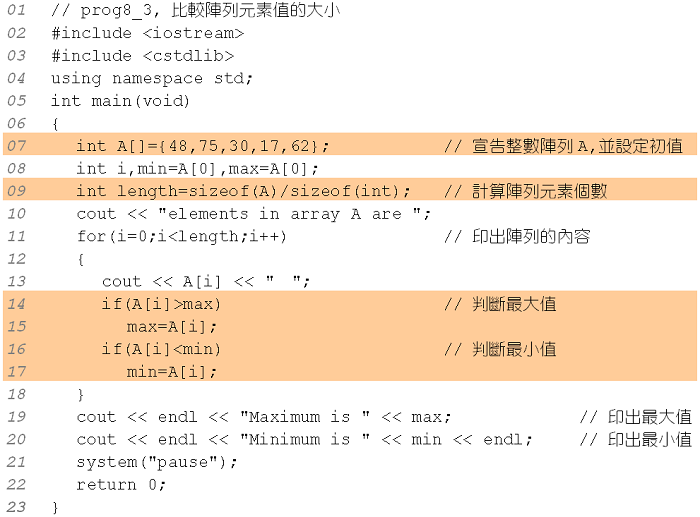 01 // prog8_3, 比較陣列元素值的大小
02 #include <iostream>
03 #include <cstdlib>
04 using namespace std;
05 int main(void)
06 {
07 int A[]={48,75,30,17,62}; // 宣告整數陣列A,並設定初值
08 int i,min=A[0],max=A[0];
09 int length=sizeof(A)/sizeof(int); // 計算陣列元素個數
10 cout << "elements in array A are ";
11 for(i=0;i<length;i++) // 印出陣列的內容
12 {
13 cout << A[i] << "  ";
14 if(A[i]>max) // 判斷最大值
15 max=A[i];
16 if(A[i]<min) // 判斷最小值
17 min=A[i];
18 }
19 cout << endl << "Maximum is " << max; // 印出最大值
20 cout << endl << "Minimum is " << min << endl; // 印出最小值
21 system("pause");
22 return 0;
23 }